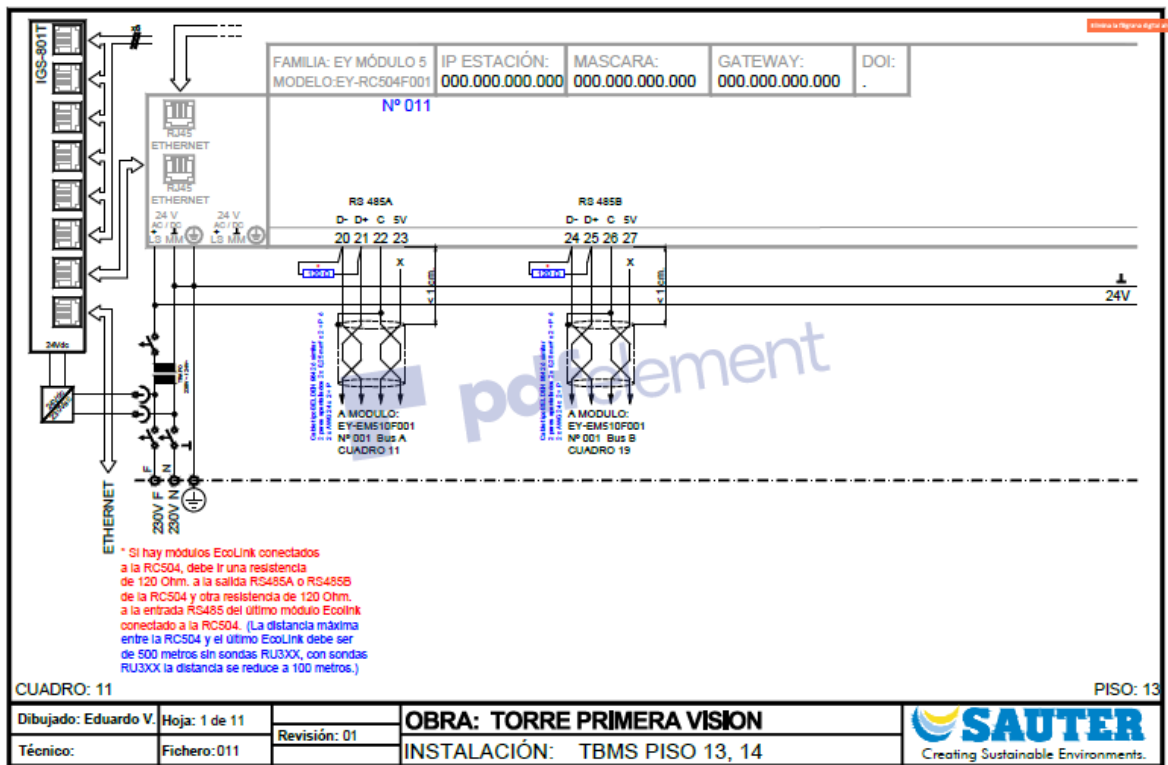 IGS-801T
FAMILIA: EY MÓDULO 5
MODELO:EY-RC504F001
IP ESTACIÓN:
000.000.000.000
MASCARA:
000.000.000.000
GATEWAY:
000.000.000.000
DOI:
.
Nº 011
RJ45
ETHERNET
RJ45
ETHERNET
24 V
AC / DC
24 V
AC / DC
LS MM
LS MM
RS 485A
D- D+ C 5V
20 21 22 23
RS 485B
D- D+ C 5V
24 25 26 27
*
120 Ω
X
< 1 cm.
*
120 Ω
X
< 1 cm.
24V
24Vdc
pdfelement
A MODULO:
EY-EM510F001
Nº 001 Bus A
CUADRO 11
A MODULO:
EY-EM510F001
Nº 001 Bus B
CUADRO 19
F
N
230V F
230V N
ETHERNET
* Si hay módulos EcoLink conectados
a la RC504, debe ir una resistencia
de 120 Ohm. a la salida RS485A o RS485B
de la RC504 y otra resistencia de 120 Ohm.
a la entrada RS485 del último módulo Ecolink
conectado a la RC504. (La distancia máxima
entre la RC504 y el último EcoLink debe ser
de 500 metros sin sondas RU3XX, con sondas
RU3XX la distancia se reduce a 100 metros.)
CUADRO: 11
PISO: 13
Dibujado: Eduardo V.
Hoja: 1 de 11
Revisión: 01
OBRA: TORRE PRIMERA VISION
Técnico:
Fichero:011
INSTALACIÓN: TBMS PISO 13, 14
SAUTER
Creating Sustainable Environments.